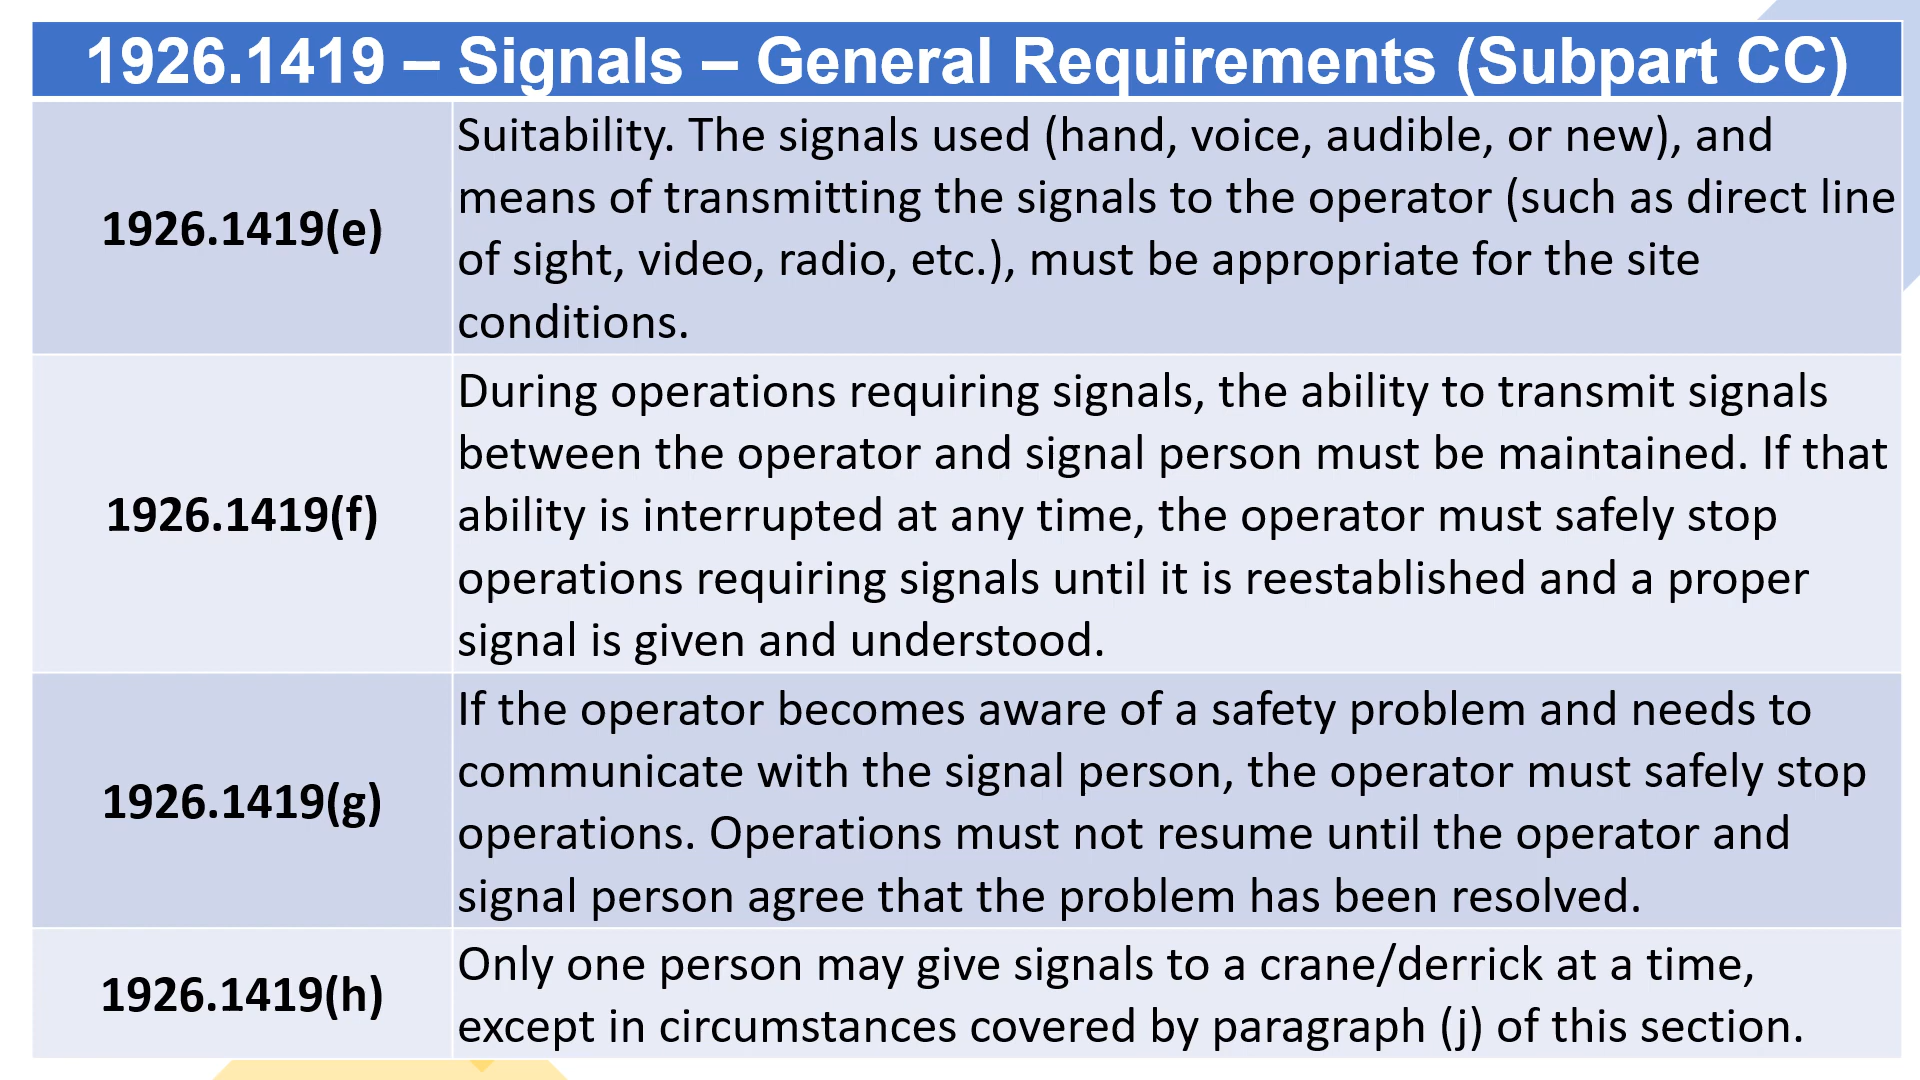 1926.1419 – Signals – General Requirements (Subpart CC)
1926.1419(e)
Suitability. The signals used (hand, voice, audible, or new), and
means of transmitting the signals to the operator (such as direct line
of sight, video, radio, etc.), must be appropriate for the site
conditions.
1926.1419(f)
During operations requiring signals, the ability to transmit signals
between the operator and signal person must be maintained. If that
ability is interrupted at any time, the operator must safely stop
operations requiring signals until it is reestablished and a proper
signal is given and understood.
1926.1419(g)
If the operator becomes aware of a safety problem and needs to
communicate with the signal person, the operator must safely stop
operations. Operations must not resume until the operator and
signal person agree that the problem has been resolved.
1926.1419(h)
Only one person may give signals to a crane/derrick at a time,
except in circumstances covered by paragraph (j) of this section.